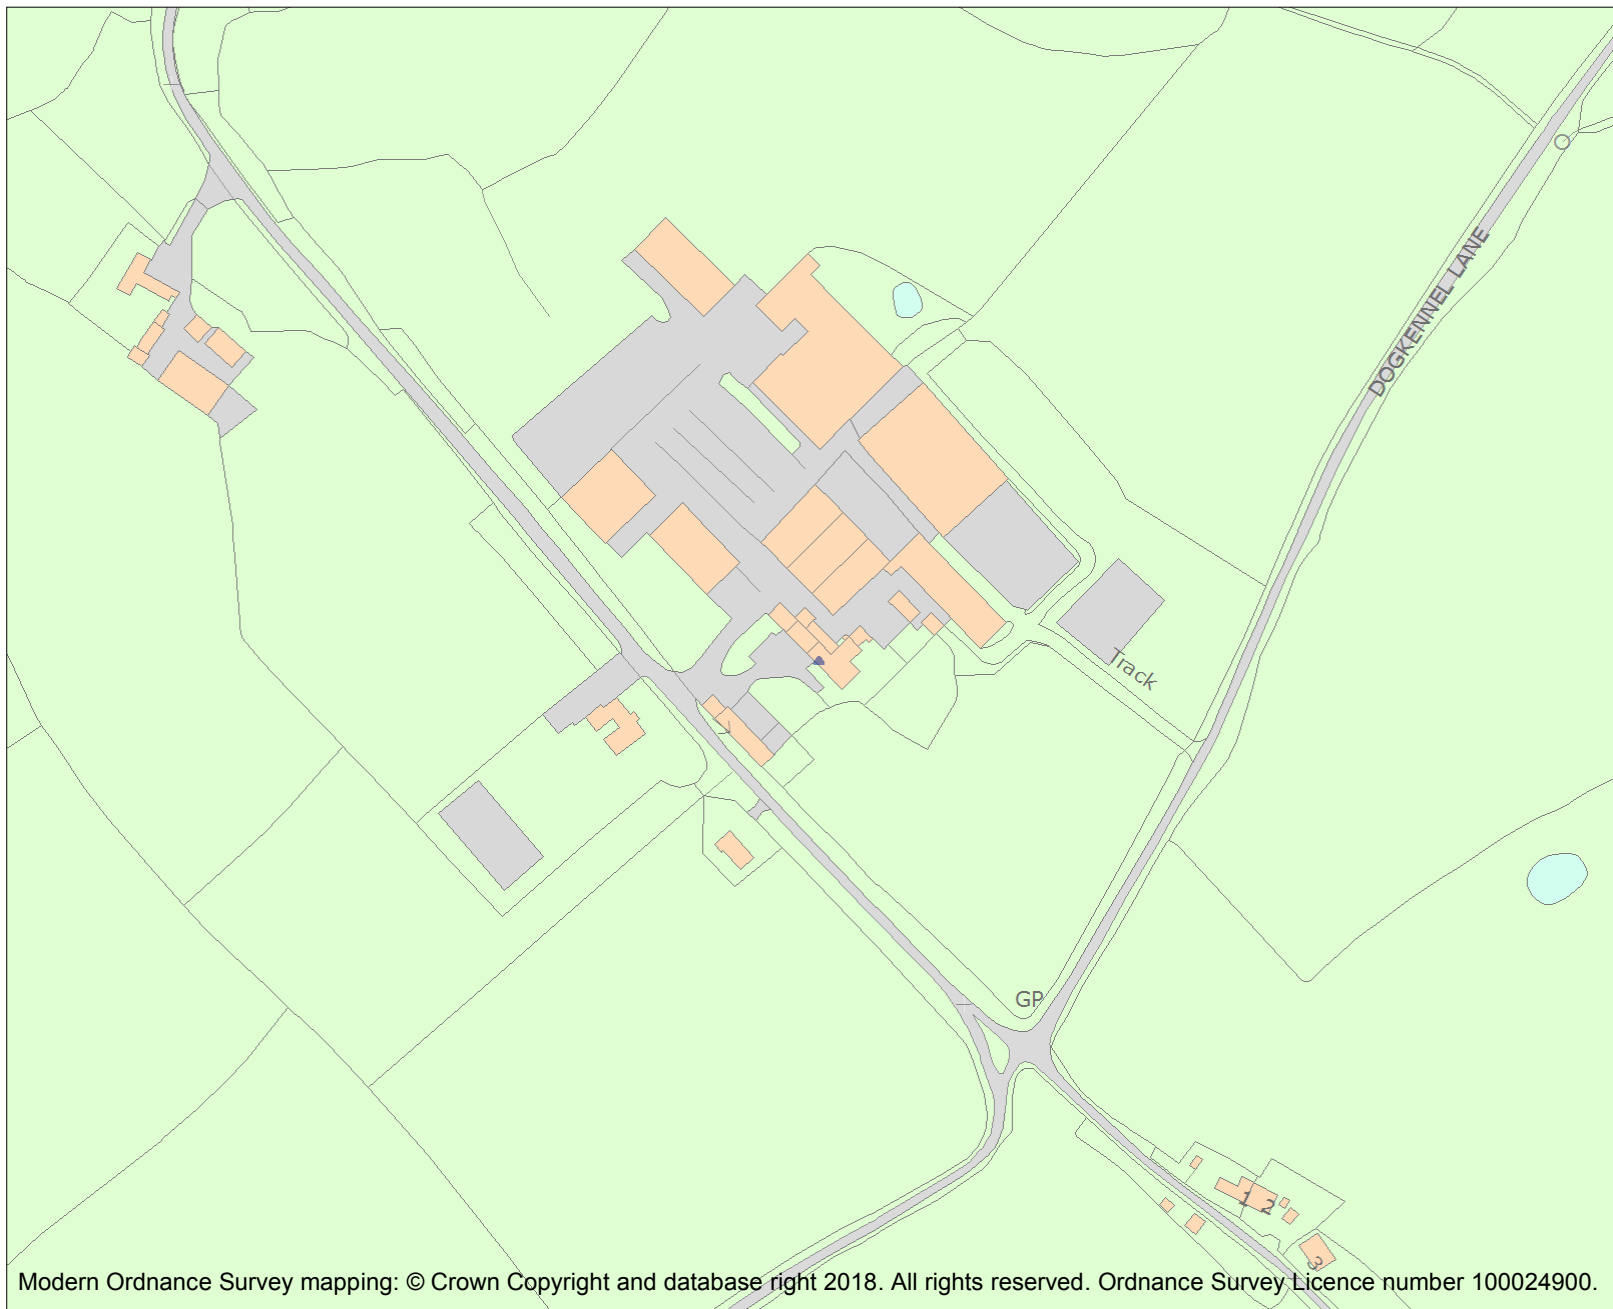 DOGKENNEL LANE
Track
GP
1 2
3
Modern Ordnance Survey mapping: © Crown Copyright and database right 2018. All rights reserved. Ordnance Survey Licence number 100024900.